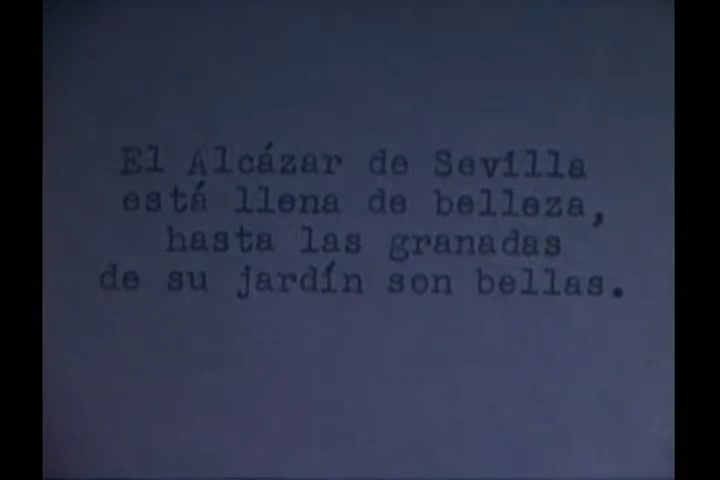 El Alcázar de Sevilla
está llena de belleza,
hasta las granadas
de su jardín son bellas.